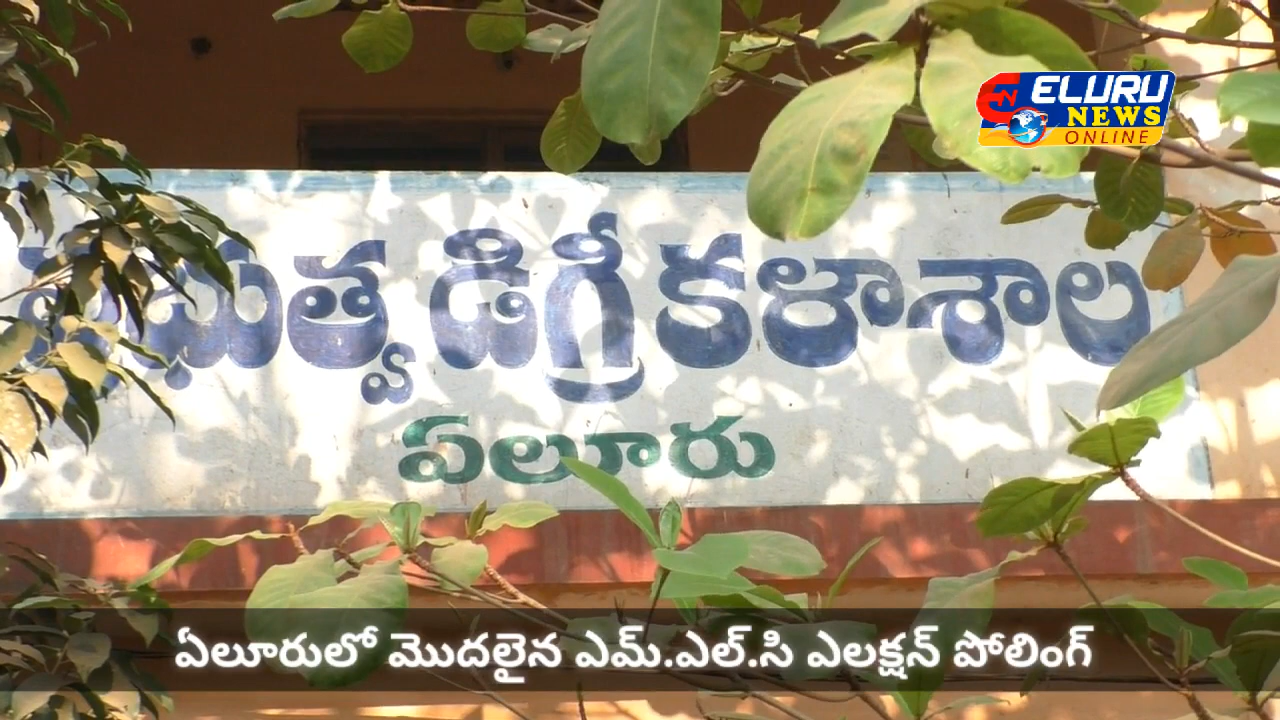 ELURU
NEWS
ONLINE
డిగ్రీ కళాశాల
ఏలూరు
ఏలూరులో మొదలైన ఎమ్.ఎల్.సి ఎలక్షన్ పోలింగ్